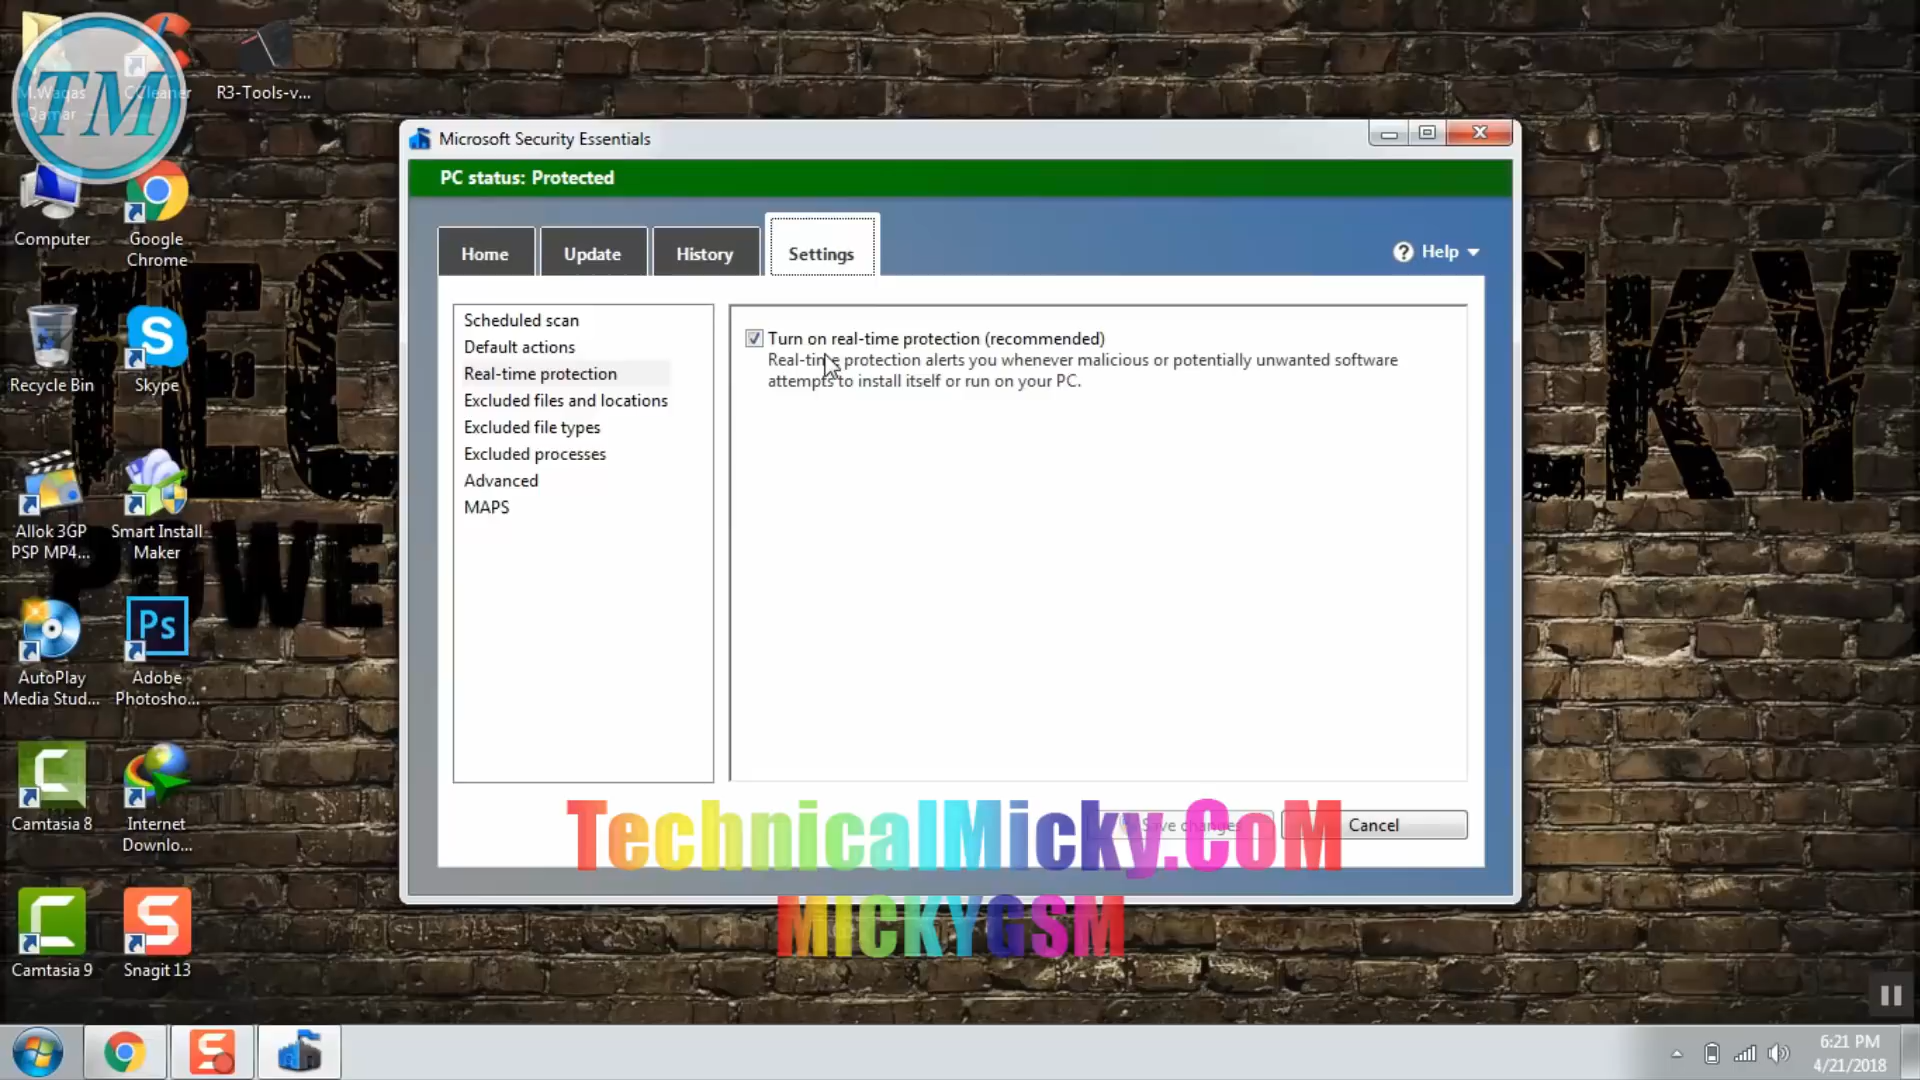 TM
M.Waqas
Qamar
CCleaner
R3-Tools-v...
Computer
Google
Chrome
Recycle Bin
Skype
Allok 3GP
PSP MP4...
Smart Install
Maker
AutoPlay
Media Stud...
Ps
Adobe
Photosho...
Camtasia 8
Internet
Downlo...
Camtasia 9
Snagit 13
Microsoft Security Essentials
PC status: Protected
Home
Update
History
Settings
Help
Scheduled scan
Default actions
Real-time protection
Excluded files and locations
Excluded file types
Excluded processes
Advanced
MAPS
Turn on real-time protection (recommended)
Real-time protection alerts you whenever malicious or potentially unwanted software
attempts to install itself or run on your PC.
Save changes
Cancel
TechnicalMicky.CoM
MICKYGSM
POWE
6:21 PM
4/21/2018